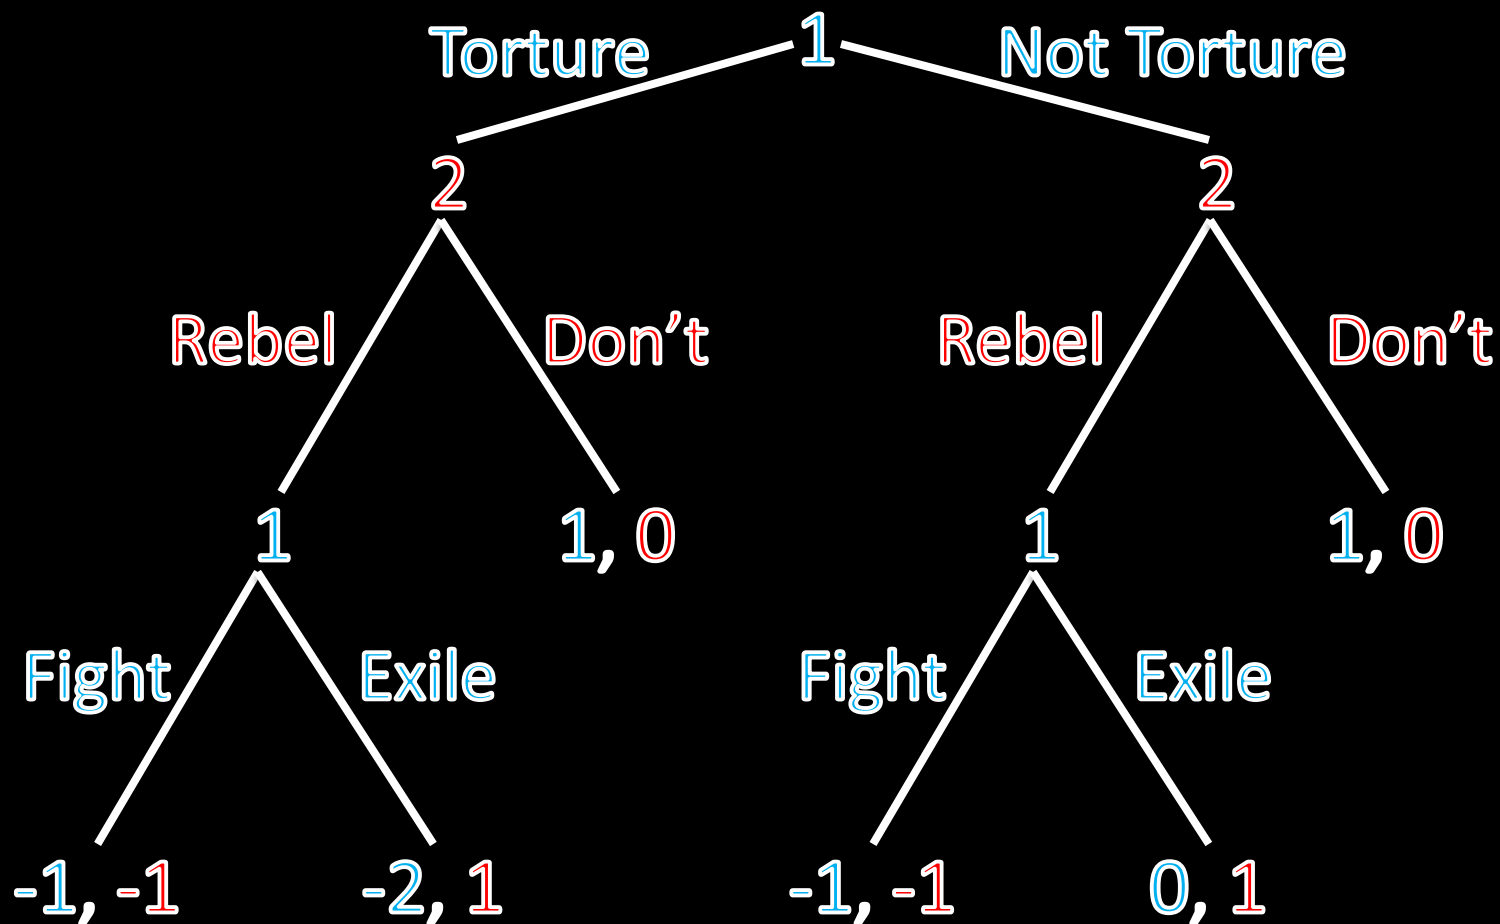 Torture 1 Not Torture
2 2
Rebel Don’t Rebel Don’t
1 1, 0 1 1, 0
Fight Exile Fight Exile
-1, -1 -2, 1 -1, -1 0, 1